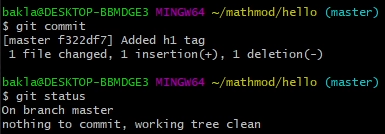 bakla@DESKTOP-BBMDGE3 MINGW64 ~/mathmod/hello (master)
$ git commit
[master f322df7] Added h1 tag
 1 file changed, 1 insertion(+), 1 deletion(-)
bakla@DESKTOP-BBMDGE3 MINGW64 ~/mathmod/hello (master)
$ git status
On branch master
nothing to commit, working tree clean